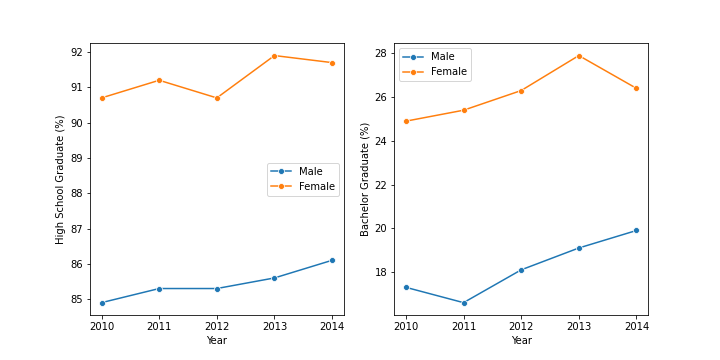 High School Graduate (%)
92
91
90
89
88
87
86
85
2010 2011 2012 2013 2014
Year
Male
Female
Bachelor Graduate (%)
28
26
24
22
20
18
2010 2011 2012 2013 2014
Year
Male
Female